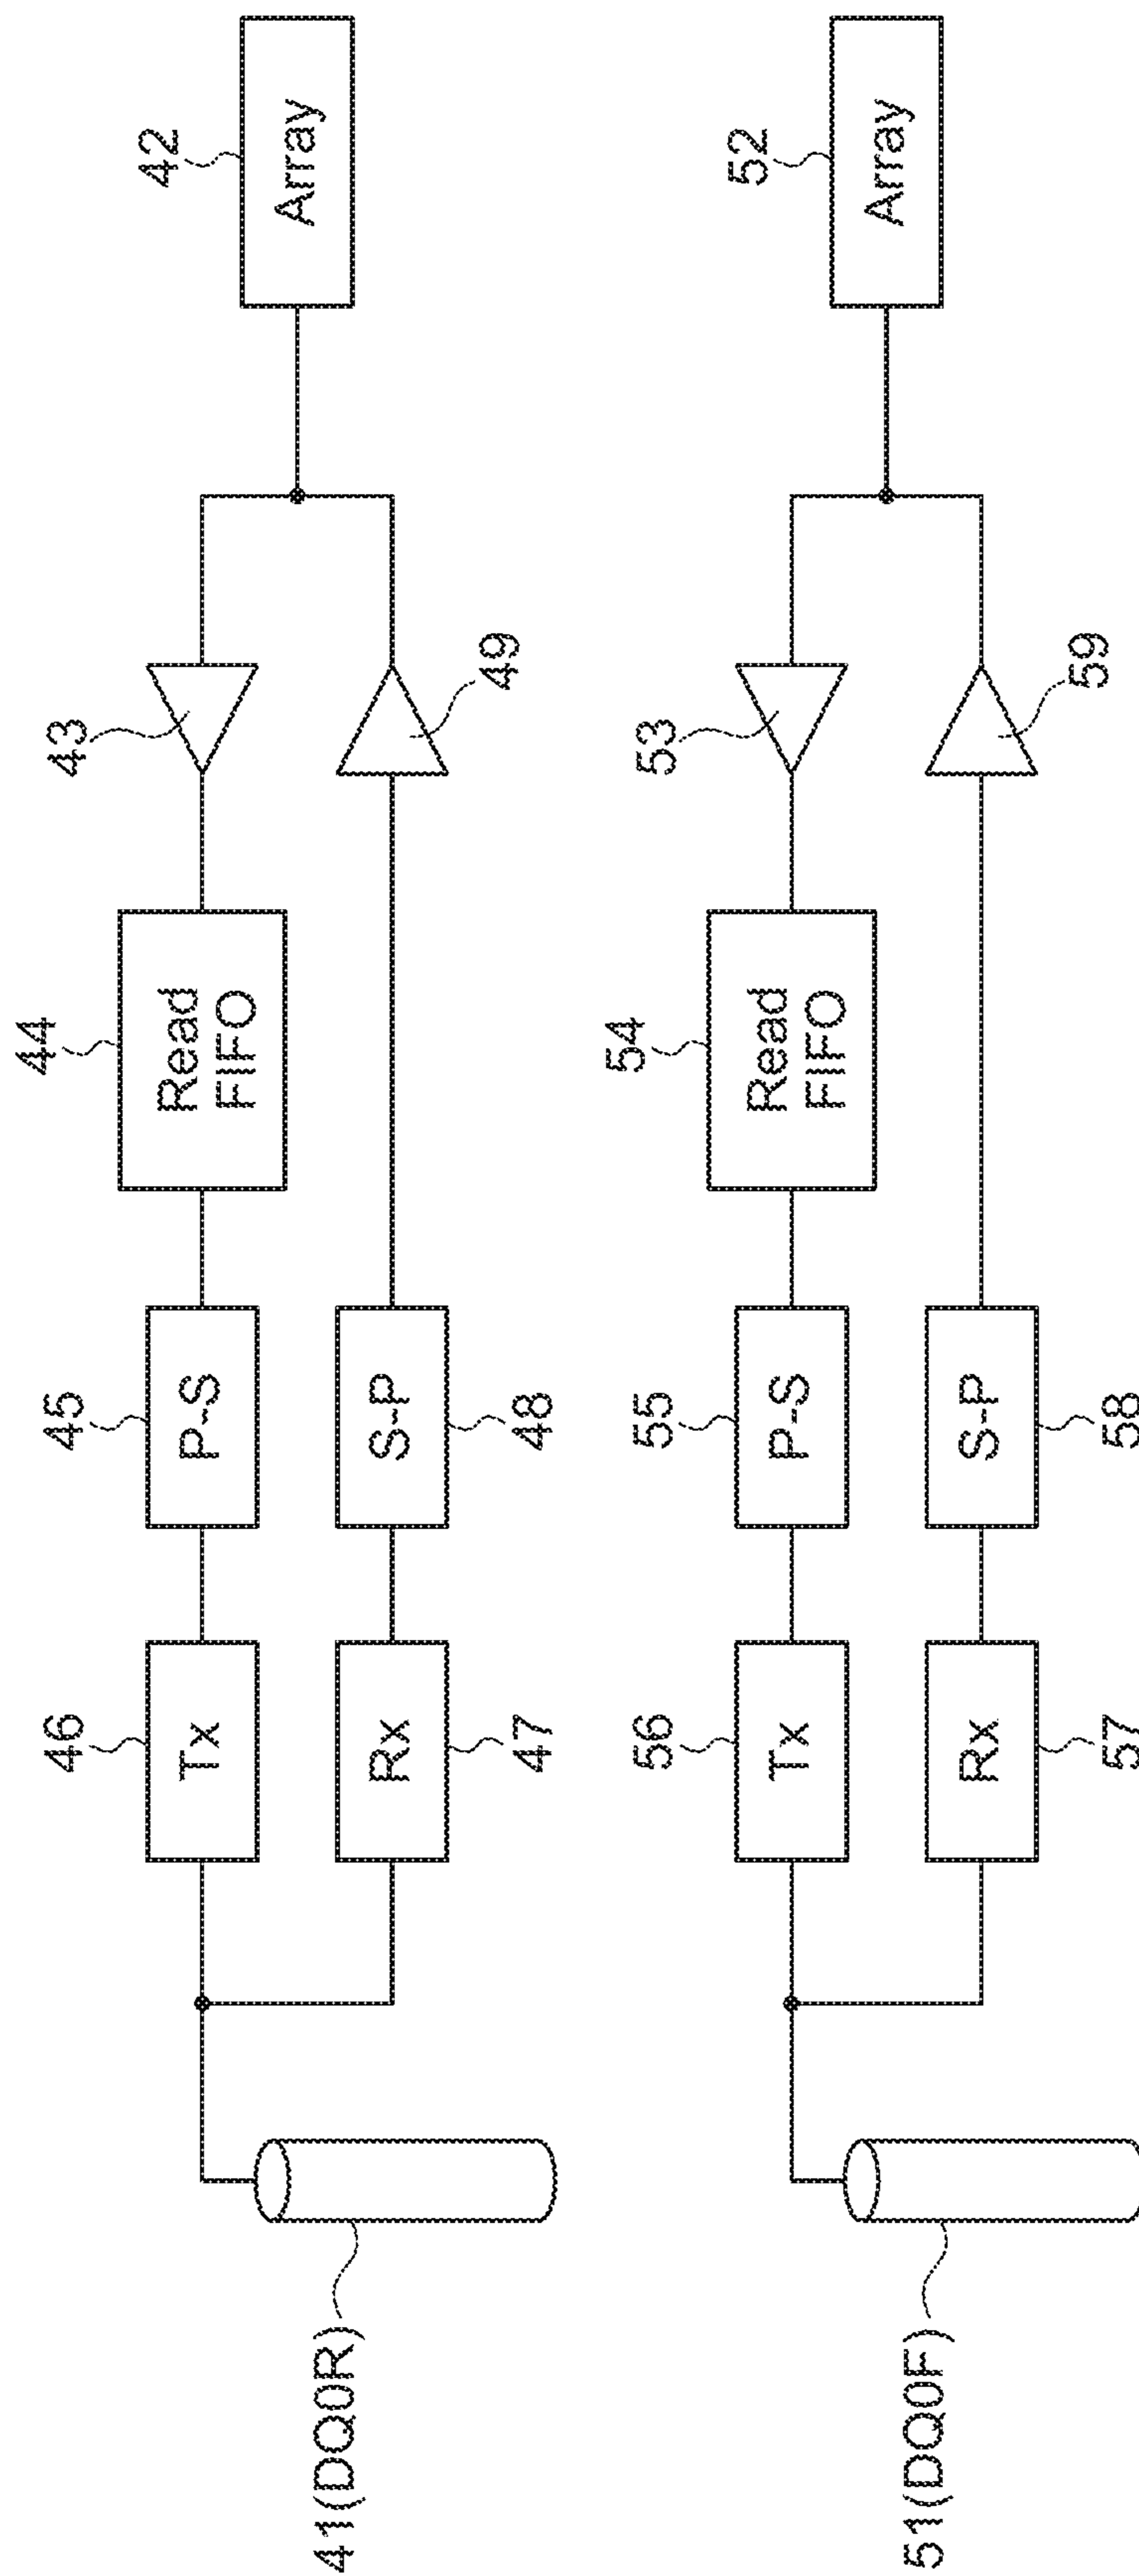 42
Array
43
49
44
Read
FIFO
45
P-S
S-P
48
46
Tx
Rx
47
41(DQ0R)
52
Array
53
59
54
Read
FIFO
55
P-S
S-P
58
56
Tx
Rx
57
51(DQ0F)